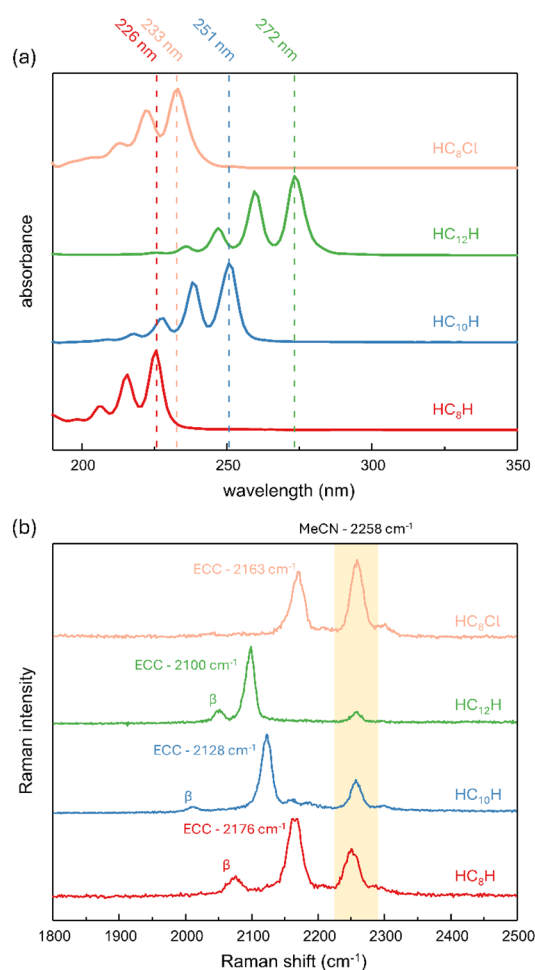 226 nm
233 nm
251 nm
272 nm
(a)
HC₈Cl
HC₁₂H
HC₁₀H
HC₈H
absorbance
200
250
300
350
wavelength (nm)
(b)
MeCN - 2258 cm⁻¹
ECC - 2163 cm⁻¹
HC₈Cl
ECC - 2100 cm⁻¹
β
HC₁₂H
ECC - 2128 cm⁻¹
β
HC₁₀H
ECC - 2176 cm⁻¹
β
HC₈H
Raman intensity
1800
1900
2000
2100
2200
2300
2400
2500
Raman shift (cm⁻¹)